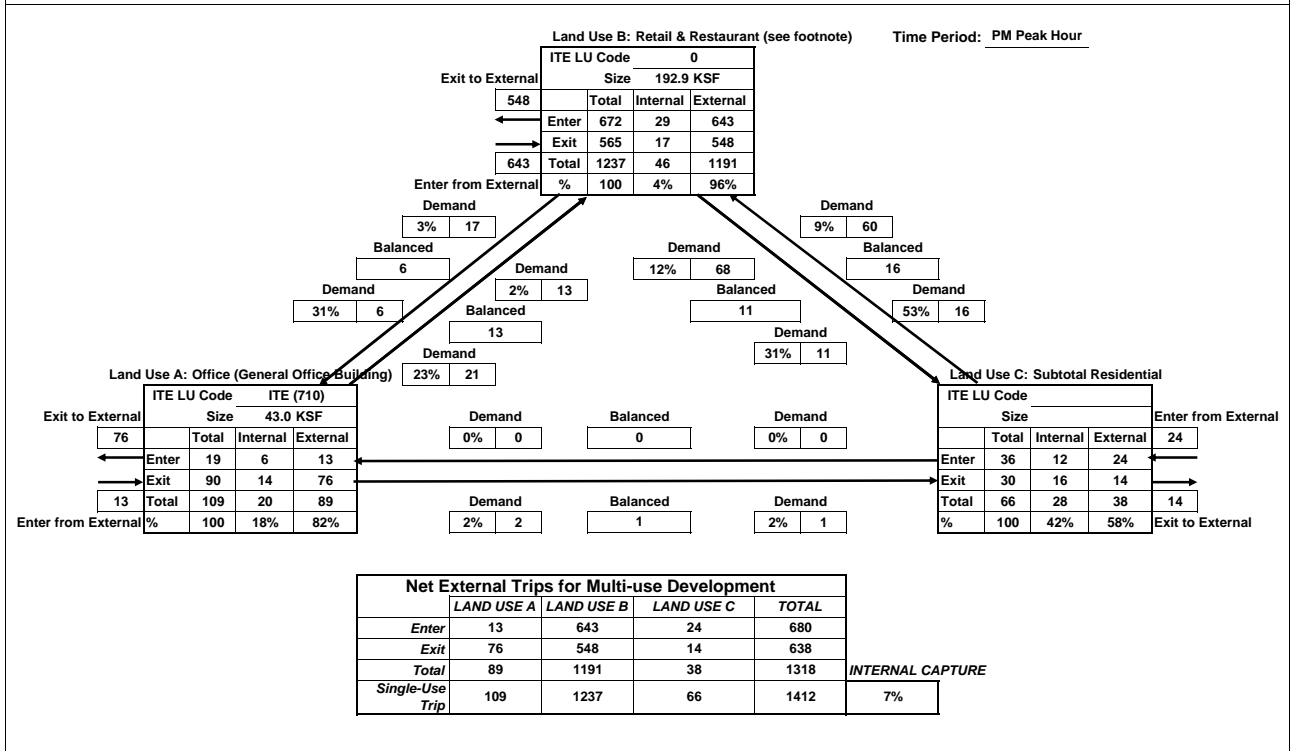 Land Use B: Retail & Restaurant (see footnote) Time Period: PM Peak Hour
ITE LU Code 0
Exit to External Size 192.9 KSF
548 Total Internal External
Enter 672 29 643
Exit 565 17 548
643 Total 1237 46 1191
Enter from External % 100 4% 96%
Demand Demand
3% 17 9% 60
Balanced Demand Balanced
6 Demand 12% 68 16
Demand 2% 13 Balanced Demand
31% 6 Balanced 11 53% 16
13 Demand
Demand 31% 11
Land Use A: Office (General Office Building) 23% 21 Land Use C: Subtotal Residential
ITE LU Code ITE (710) ITE LU Code
Exit to External Size 43.0 KSF Demand Balanced Demand Size Enter from External
76 Total Internal External 0% 0 0 0% 0 Total Internal External 24
Enter 19 6 13 Enter 36 12 24
Exit 90 14 76 Exit 30 16 14
13 Total 109 20 89 Demand Balanced Demand Total 66 28 38 14
Enter from External % 100 18% 82% 2% 2 1 2% 1 % 100 42% 58% Exit to External
Net External Trips for Multi-use Development
LAND USE A LAND USE B LAND USE C TOTAL
Enter 13 643 24 680
Exit 76 548 14 638
Total 89 1191 38 1318 INTERNAL CAPTURE
Single-Use Trip 109 1237 66 1412 7%